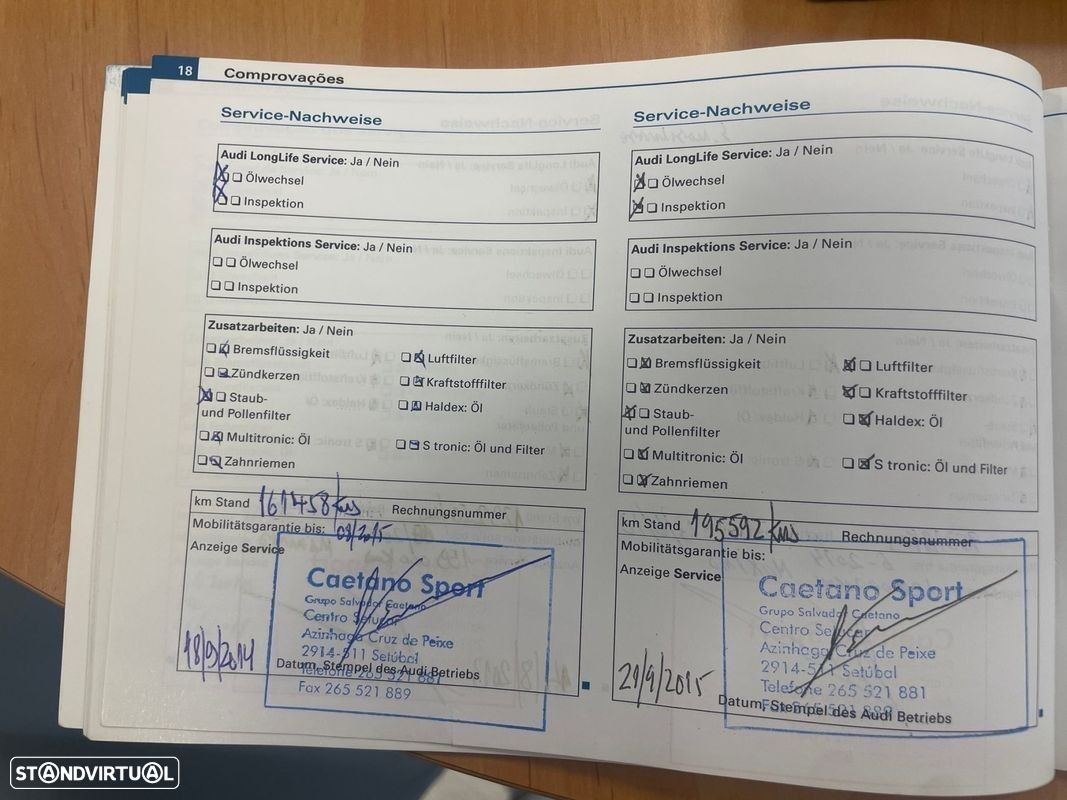 18 Comprovações
Service-Nachweise
Audi LongLife Service: Ja / Nein
Ölwechsel
Inspektion
Audi Inspektions Service: Ja / Nein
Ölwechsel
Inspektion
Zusatzarbeiten: Ja / Nein
Bremsflüssigkeit
Luftfilter
Zündkerzen
Kraftstofffilter
Staub-
und Pollenfilter
Haldex: Öl
Multitronic: Öl
S tronic: Öl und Filter
Zahnriemen
km Stand 161458 kms Rechnungsnummer
Mobilitätsgarantie bis: 09/2015
Anzeige Service
Caetano Sport
Grupo Salvador Caetano
Centro Setucar
Azinhaga Cruz de Peixe
2914-511 Setúbal
Telefone 265 521 881
Fax 265 521 889
18/9/2014
Datum, Stempel des Audi Betriebs
Service-Nachweise
Audi LongLife Service: Ja / Nein
Ölwechsel
Inspektion
Audi Inspektions Service: Ja / Nein
Ölwechsel
Inspektion
Zusatzarbeiten: Ja / Nein
Bremsflüssigkeit
Luftfilter
Zündkerzen
Kraftstofffilter
Staub-
und Pollenfilter
Haldex: Öl
Multitronic: Öl
S tronic: Öl und Filter
Zahnriemen
km Stand 195592 kms Rechnungsnummer
Mobilitätsgarantie bis:
Anzeige Service
Caetano Sport
Grupo Salvador Caetano
Centro Setucar
Azinhaga Cruz de Peixe
2914-511 Setúbal
Telefone 265 521 881
Fax 265 521 889
21/9/2015
Datum, Stempel des Audi Betriebs
STANDVIRTUAL